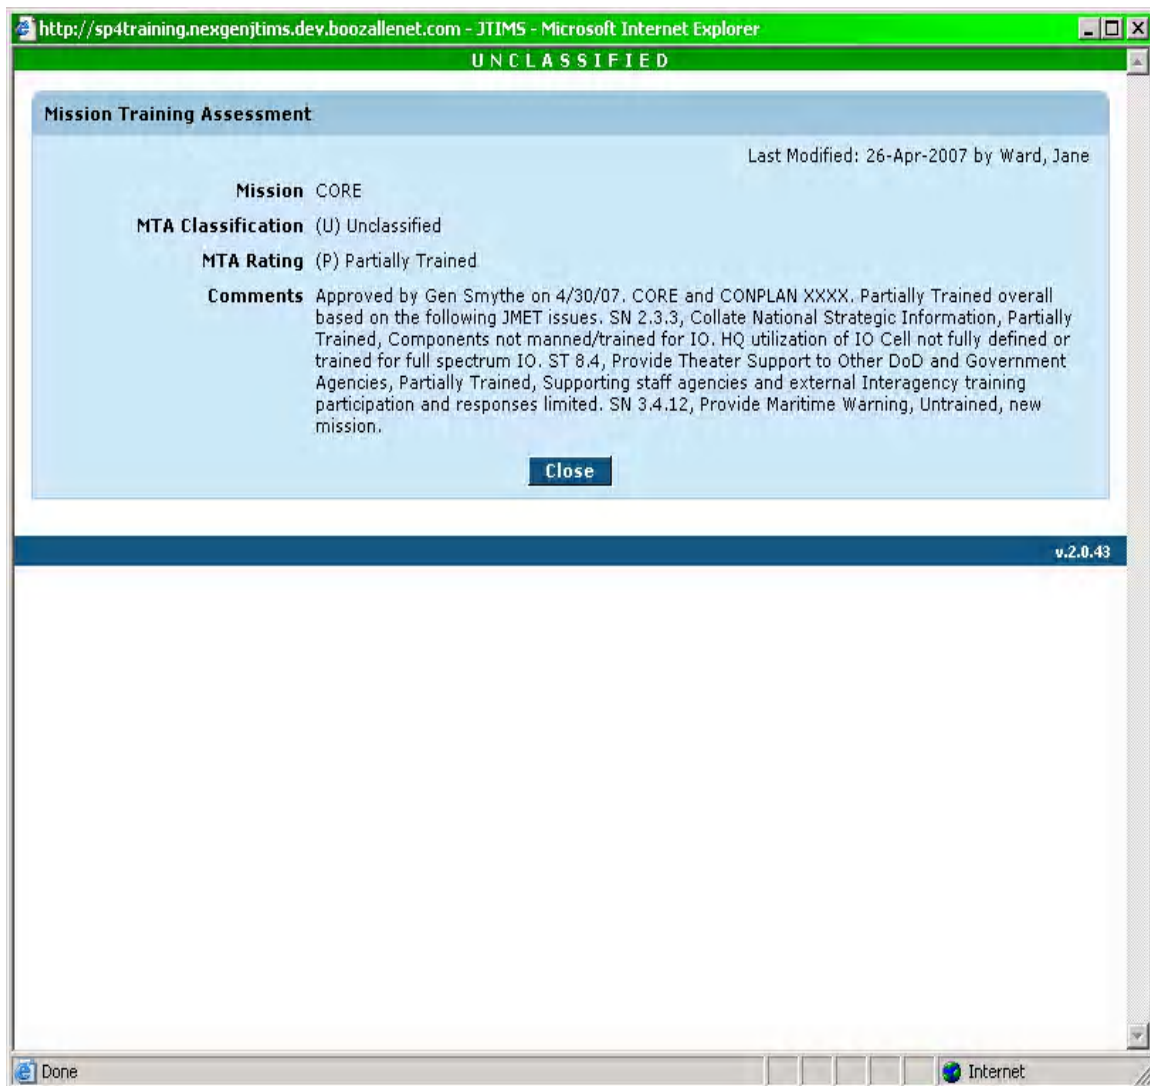 http://sp4training.nexgenjtims.dev.boozallenet.com - JTIMS - Microsoft Internet Explorer
UNCLASSIFIED
Mission Training Assessment
Last Modified: 26-Apr-2007 by Ward, Jane
Mission CORE
MTA Classification (U) Unclassified
MTA Rating (P) Partially Trained
Comments Approved by Gen Smythe on 4/30/07. CORE and CONPLAN XXXX. Partially Trained overall
based on the following JMET issues. SN 2.3.3, Collate National Strategic Information, Partially
Trained, Components not manned/trained for IO. HQ utilization of IO Cell not fully defined or
trained for full spectrum IO. ST 8.4, Provide Theater Support to Other DoD and Government
Agencies, Partially Trained, Supporting staff agencies and external Interagency training
participation and responses limited. SN 3.4.12, Provide Maritime Warning, Untrained, new
mission.
Close
v.2.0.43
Done
Internet